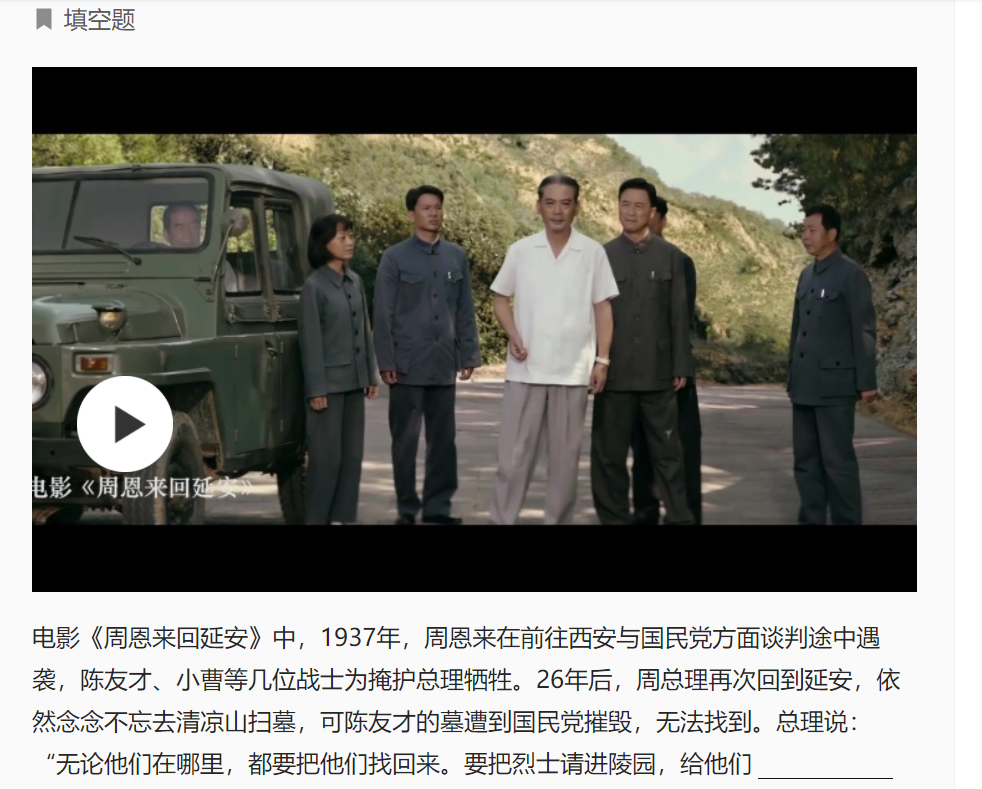 填空题
电影《周恩来回延安》
电影《周恩来回延安》中，1937年，周恩来在前往西安与国民党方面谈判途中遇
袭，陈友才、小曹等几位战士为掩护总理牺牲。26年后，周总理再次回到延安，依
然念念不忘去清凉山扫墓，可陈友才的墓遭到国民党摧毁，无法找到。总理说：
“无论他们在哪里，都要把他们找回来。要把烈士请进陵园，给他们 ___________